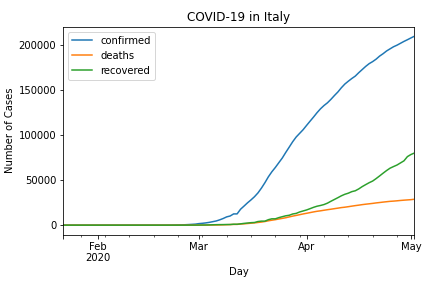 COVID-19 in Italy
confirmed
deaths
recovered
Number of Cases
200000
150000
100000
50000
0
Feb
2020
Mar
Apr
May
Day